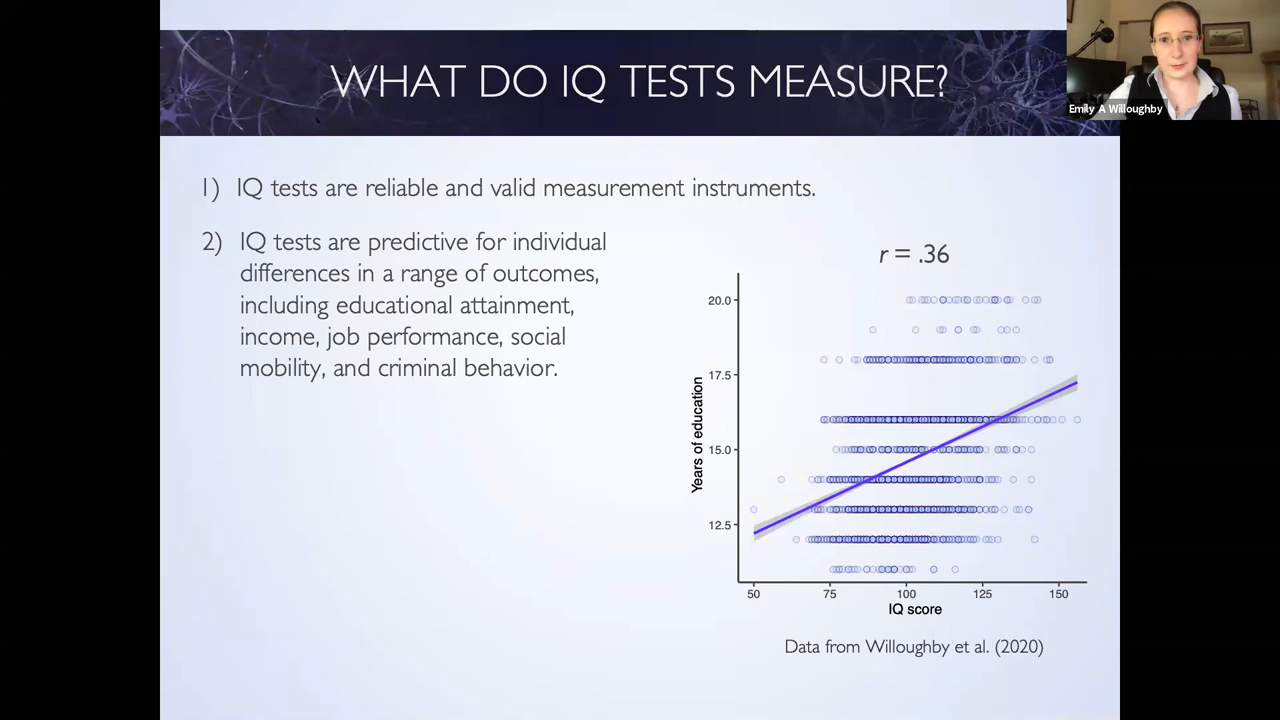 WHAT DO IQ TESTS MEASURE?
Emily A Willoughby
1) IQ tests are reliable and valid measurement instruments.
2) IQ tests are predictive for individual
differences in a range of outcomes,
including educational attainment,
income, job performance, social
mobility, and criminal behavior.
r = .36
20.0
17.5
15.0
12.5
Years of education
50 75 100 125 150
IQ score
Data from Willoughby et al. (2020)